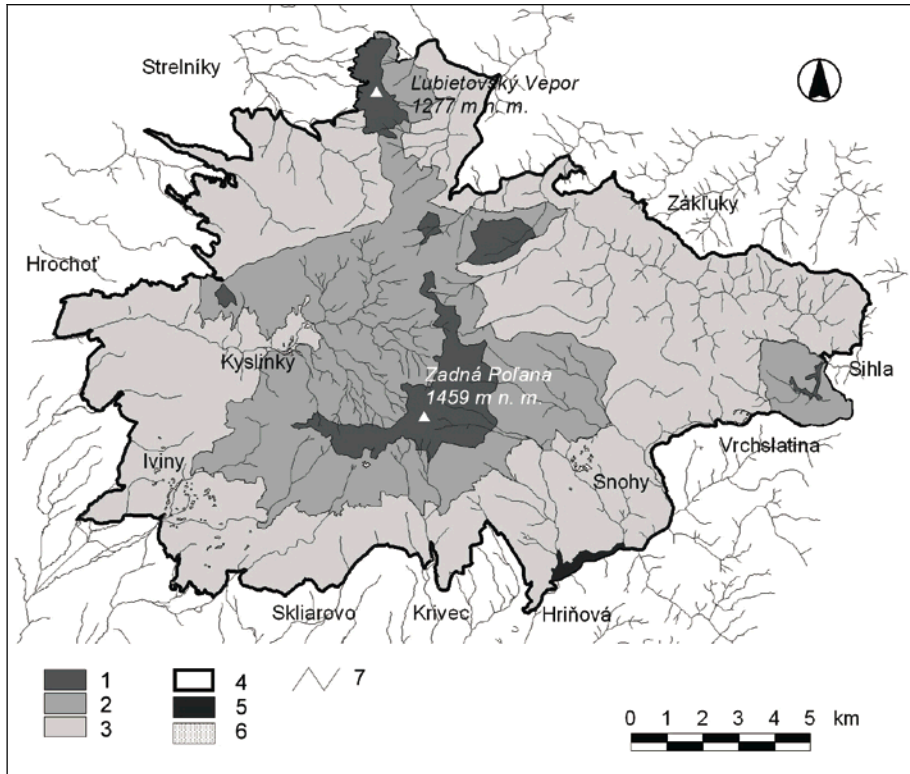 Strelníky
Ľubietovský Vepor
1277 m n. m.
Zákľuky
Hrochoť
Kyslinky
Zadná Poľana
1459 m n. m.
Sihla
Vrchslatina
Iviny
Snohy
Skliarovo
Krivec
Hriňová
1
2
3
4
5
6
7
0 1 2 3 4 5 km